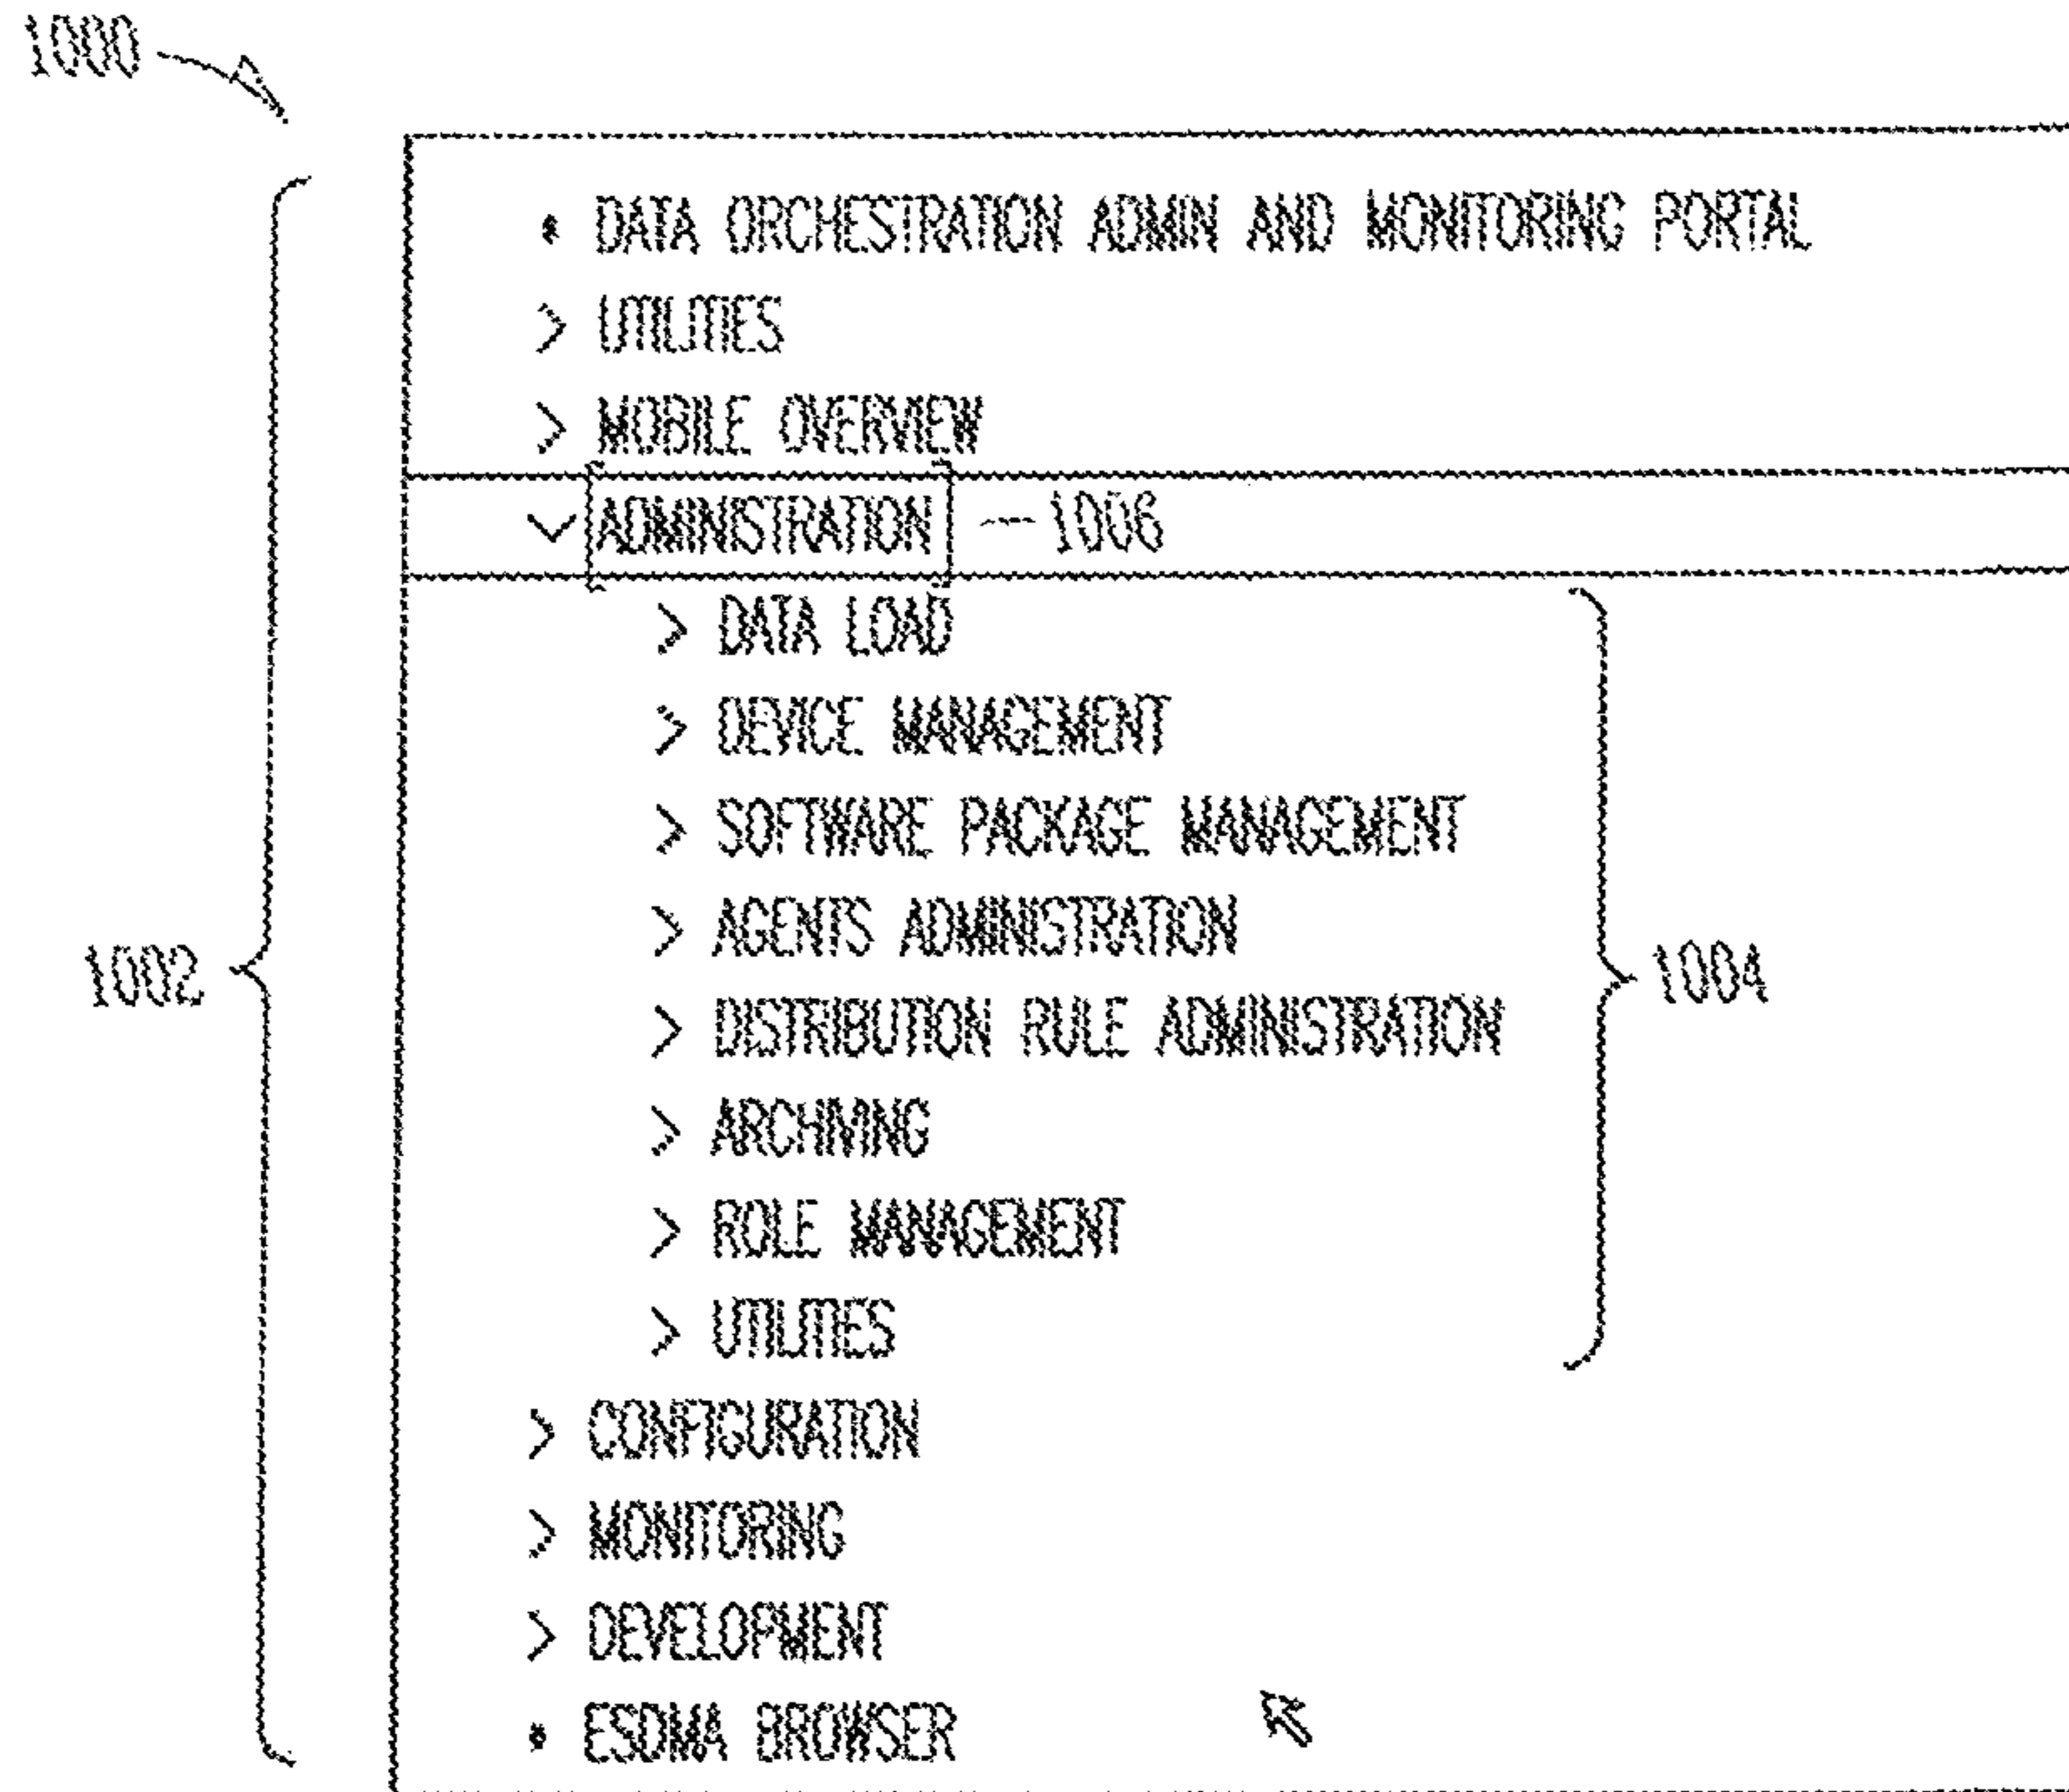 1000
• DATA ORCHESTRATION ADMIN AND MONITORING PORTAL
> UTILITIES
> MOBILE OVERVIEW
ADMINISTRATION 1006
> DATA LOAD
> DEVICE MANAGEMENT
> SOFTWARE PACKAGE MANAGEMENT
> AGENTS ADMINISTRATION
1002 1004
> DISTRIBUTION RULE ADMINISTRATION
> ARCHIVING
> ROLE MANAGEMENT
> UTILITIES
> CONFIGURATION
> MONITORING
> DEVELOPMENT
• ESDMA BROWSER